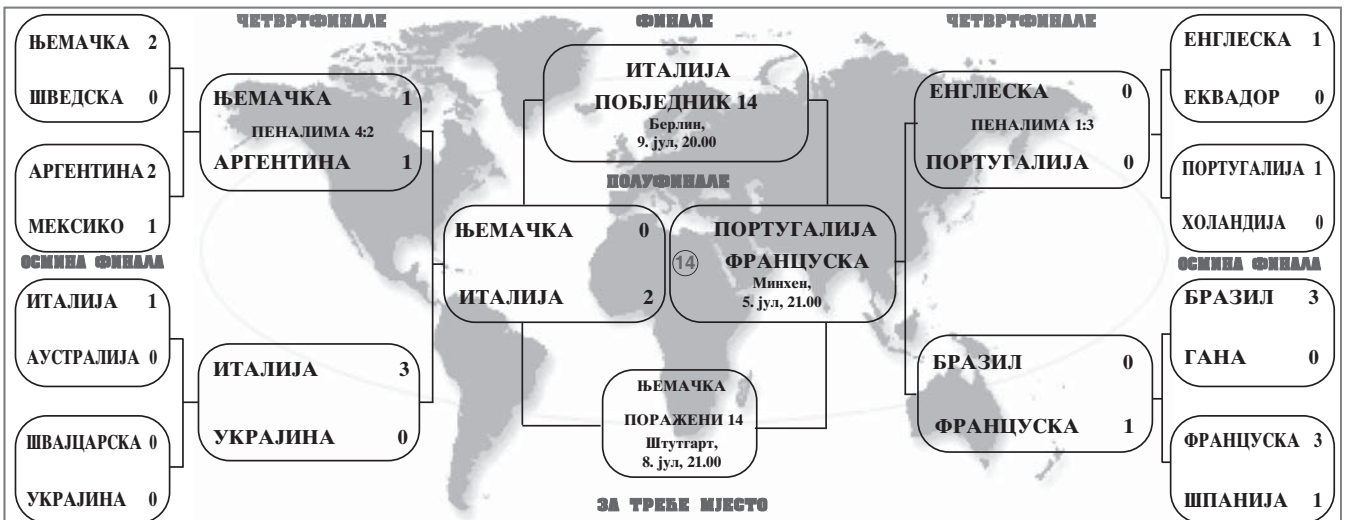 ЧЕТВРТФИНАЛЕ
ФИНАЛЕ
ЧЕТВРТФИНАЛЕ
ЊЕМАЧКА 2
ШВЕДСКА 0
АРГЕНТИНА 2
МЕКСИКО 1
ОСМИНА ФИНАЛА
ИТАЛИЈА 1
АУСТРАЛИЈА 0
ШВАЈЦАРСКА 0
УКРАЈИНА 0
ЊЕМАЧКА 1
ПЕНАЛИМА 4:2
АРГЕНТИНА 1
ИТАЛИЈА 3
УКРАЈИНА 0
ИТАЛИЈА
ПОБЈЕДНИК 14
Берлин,
9. јул, 20.00
ПОЛУФИНАЛЕ
ЊЕМАЧКА 0
ИТАЛИЈА 2
ПОРТУГАЛИЈА
14 ФРАНЦУСКА
Минхен,
5. јул, 21.00
ЊЕМАЧКА
ПОРАЖЕНИ 14
Штутгарт,
8. јул, 21.00
ЗА ТРЕЋЕ МЈЕСТО
ЕНГЛЕСКА 0
ПЕНАЛИМА 1:3
ПОРТУГАЛИЈА 0
БРАЗИЛ 0
ФРАНЦУСКА 1
ЕНГЛЕСКА 1
ЕКВАДОР 0
ПОРТУГАЛИЈА 1
ХОЛАНДИЈА 0
ОСМИНА ФИНАЛА
БРАЗИЛ 3
ГАНА 0
ФРАНЦУСКА 3
ШПАНИЈА 1